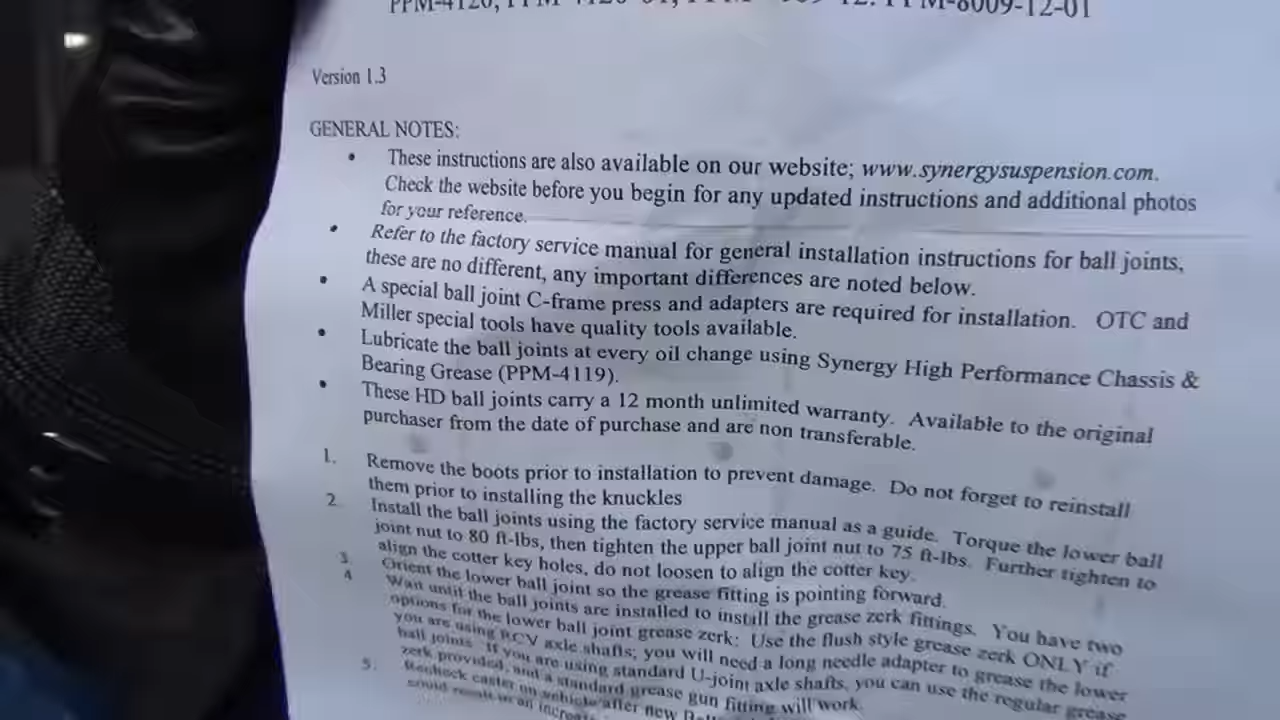 Version 1.3
GENERAL NOTES:
• These instructions are also available on our website; www.synergysuspension.com.
Check the website before you begin for any updated instructions and additional photos
for your reference.
• Refer to the factory service manual for general installation instructions for ball joints,
these are no different, any important differences are noted below.
• A special ball joint C-frame press and adapters are required for installation. OTC and
Miller special tools have quality tools available.
• Lubricate the ball joints at every oil change using Synergy High Performance Chassis &
Bearing Grease (PPM-4119).
• These HD ball joints carry a 12 month unlimited warranty. Available to the original
purchaser from the date of purchase and are non transferable.
1. Remove the boots prior to installation to prevent damage. Do not forget to reinstall
them prior to installing the knuckles
2. Install the ball joints using the factory service manual as a guide. Torque the lower ball
joint nut to 80 ft-lbs, then tighten the upper ball joint nut to 75 ft-lbs. Further tighten to
align the cotter key holes, do not loosen to align the cotter key.
3. Orient the lower ball joint so the grease fitting is pointing forward.
4 Wait until the ball joints are installed to install the grease zerk fittings. You have two
options for the lower ball joint grease zerk: Use the flush style grease zerk ONLY if
you are using RCV axle shafts; you will need a long needle adapter to grease the lower
ball joints. If you are using standard U-joint axle shafts, you can use the regular grease
zerk provided, and a standard grease gun fitting will work.
5. Recheck caster on vehicle after new
could result in an